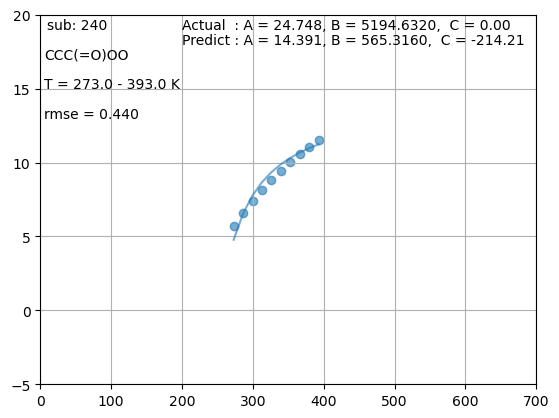 sub: 240
Actual : A = 24.748, B = 5194.6320, C = 0.00
Predict : A = 14.391, B = 565.3160, C = -214.21
CCC(=O)OO
T = 273.0 - 393.0 K
rmse = 0.440
20
15
10
5
0
−5
0 100 200 300 400 500 600 700